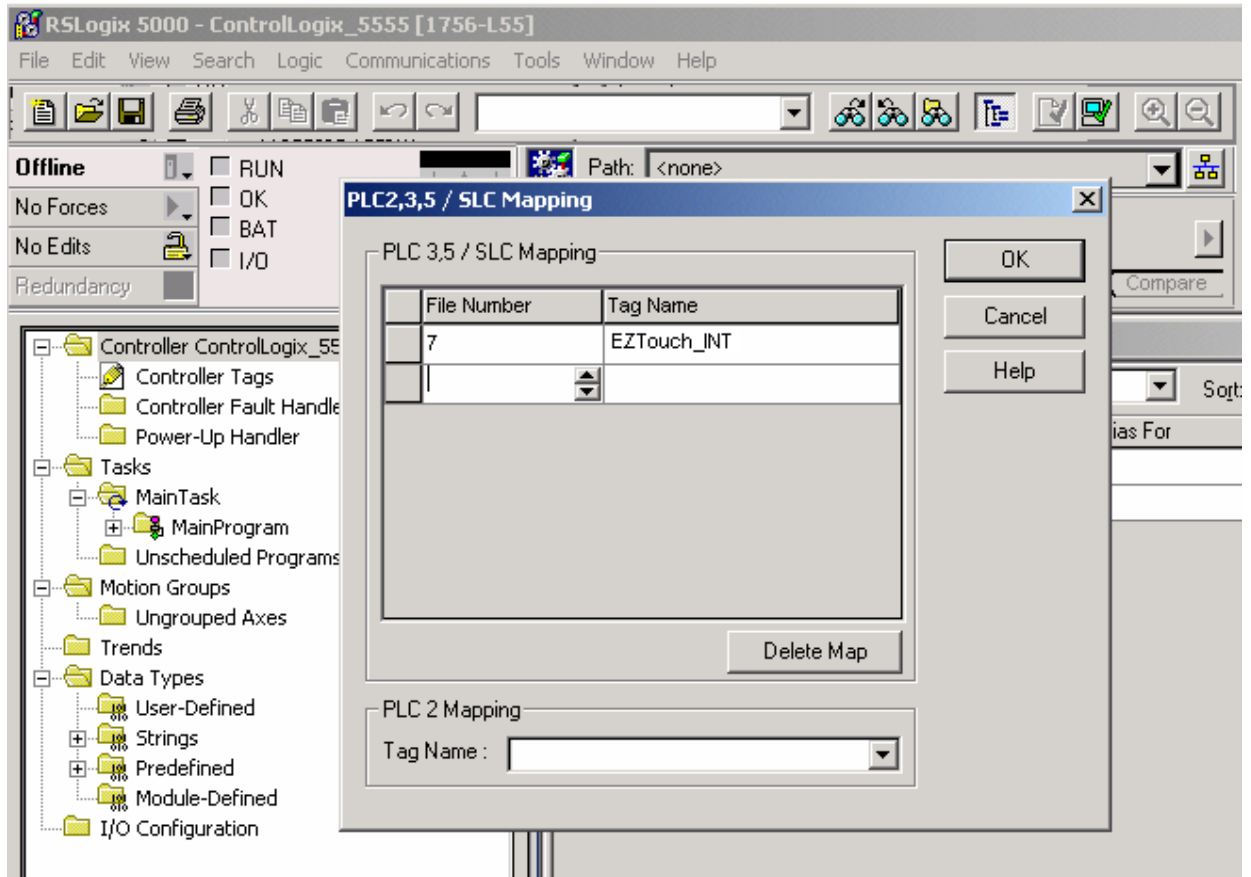 RSLogix 5000 - ControlLogix_5555 [1756-L55]
File Edit View Search Logic Communications Tools Window Help
Offline
RUN
Path: <none>
No Forces
OK
BAT
No Edits
I/O
Redundancy
Compare
PLC2,3,5 / SLC Mapping
PLC 3,5 / SLC Mapping
File Number Tag Name
7 EZTouch_INT
Delete Map
PLC 2 Mapping
Tag Name :
OK
Cancel
Help
ias For
Controller ControlLogix_55
Controller Tags
Controller Fault Handle
Power-Up Handler
Tasks
MainTask
MainProgram
Unscheduled Programs
Motion Groups
Ungrouped Axes
Trends
Data Types
User-Defined
Strings
Predefined
Module-Defined
I/O Configuration